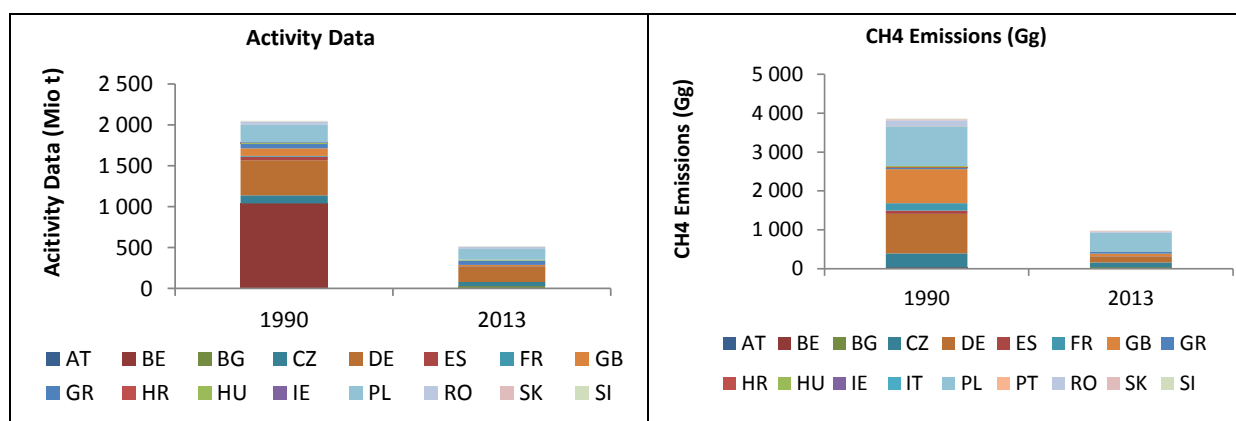 Activity Data
Acitivity Data (Mio t)
2 500
2 000
1 500
1 000
500
0
1990 2013
AT BE BG CZ DE ES FR GB
GR HR HU IE PL RO SK SI
CH4 Emissions (Gg)
CH4 Emissions (Gg)
5 000
4 000
3 000
2 000
1 000
0
1990 2013
AT BE BG CZ DE ES FR GB GR
HR HU IE IT PL PT RO SK SI